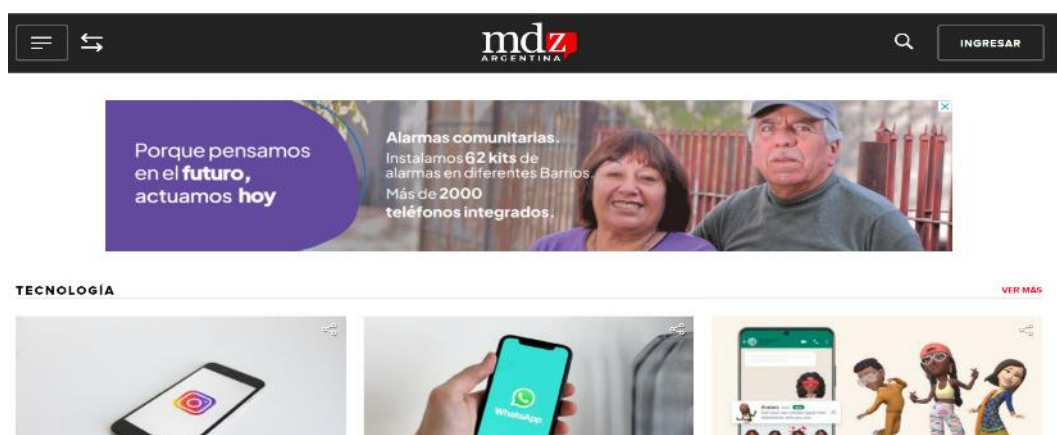 mdz
ARGENTINA
INGRESAR
Porque pensamos
en el futuro,
actuamos hoy
Alarmas comunitarias.
Instalamos 62 kits de
alarmas en diferentes Barrios.
Más de 2000
teléfonos integrados.
TECNOLOGÍA
VER MÁS
WhatsApp